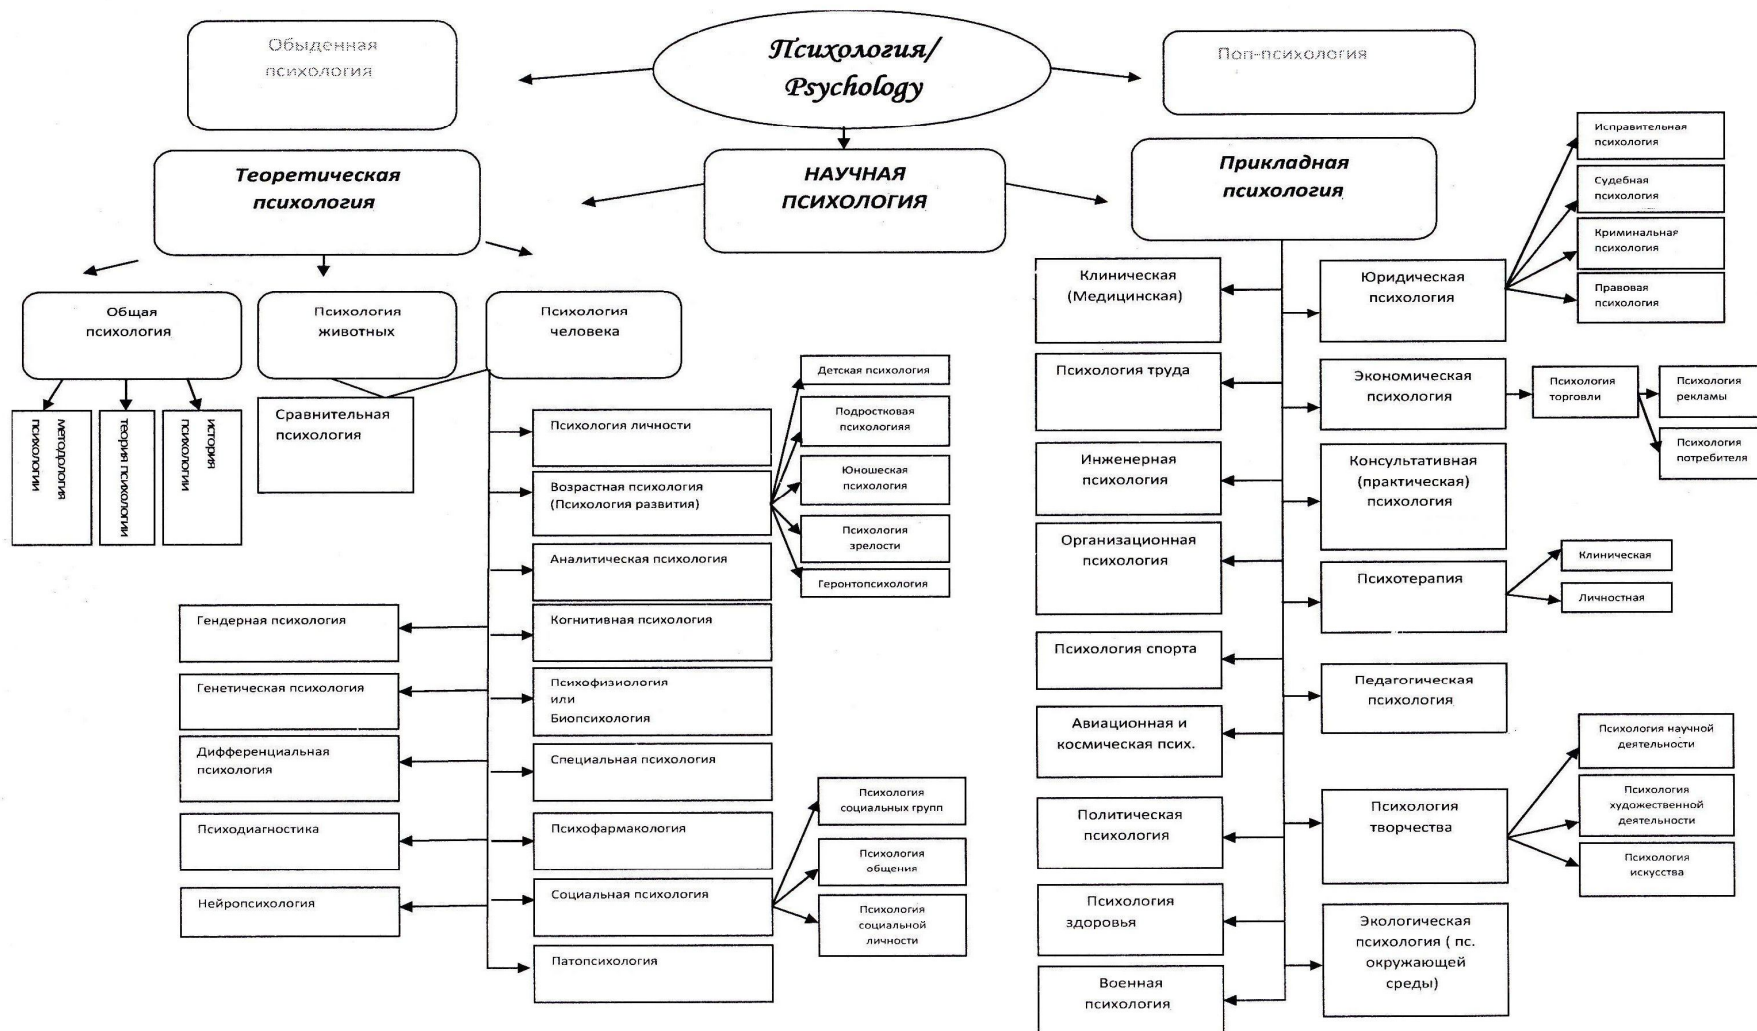 Обыденная
психология
Психология/
Psychology
Поп-психология
Теоретическая
психология
НАУЧНАЯ
ПСИХОЛОГИЯ
Прикладная
психология
Исправительная
психология
Судебная
психология
Криминальная
психология
Правовая
психология
Общая
психология
Психология
животных
Психология
человека
методология
психологии
теория психологии
история
психологии
Сравнительная
психология
Психология личности
Возрастная психология
(Психология развития)
Аналитическая психология
Когнитивная психология
Психофизиология
или
Биопсихология
Специальная психология
Психофармакология
Социальная психология
Патопсихология
Детская психология
Подростковая
психологияя
Юношеская
психология
Психология
зрелости
Геронтопсихология
Гендерная психология
Генетическая психология
Дифференциальная
психология
Психодиагностика
Нейропсихология
Психология
социальных групп
Психология
общения
Психология
социальной
личности
Клиническая
(Медицинская)
Психология труда
Инженерная
психология
Организационная
психология
Психология спорта
Авиационная и
космическая псих.
Политическая
психология
Психология
здоровья
Военная
психология
Юридическая
психология
Экономическая
психология
Психология
торговли
Психология
рекламы
Психология
потребителя
Консультативная
(практическая)
психология
Психотерапия
Клиническая
Личностная
Педагогическая
психология
Психология
творчества
Психология научной
деятельности
Психология
художественной
деятельности
Психология
искусства
Экологическая
психология ( пс.
окружающей
среды)